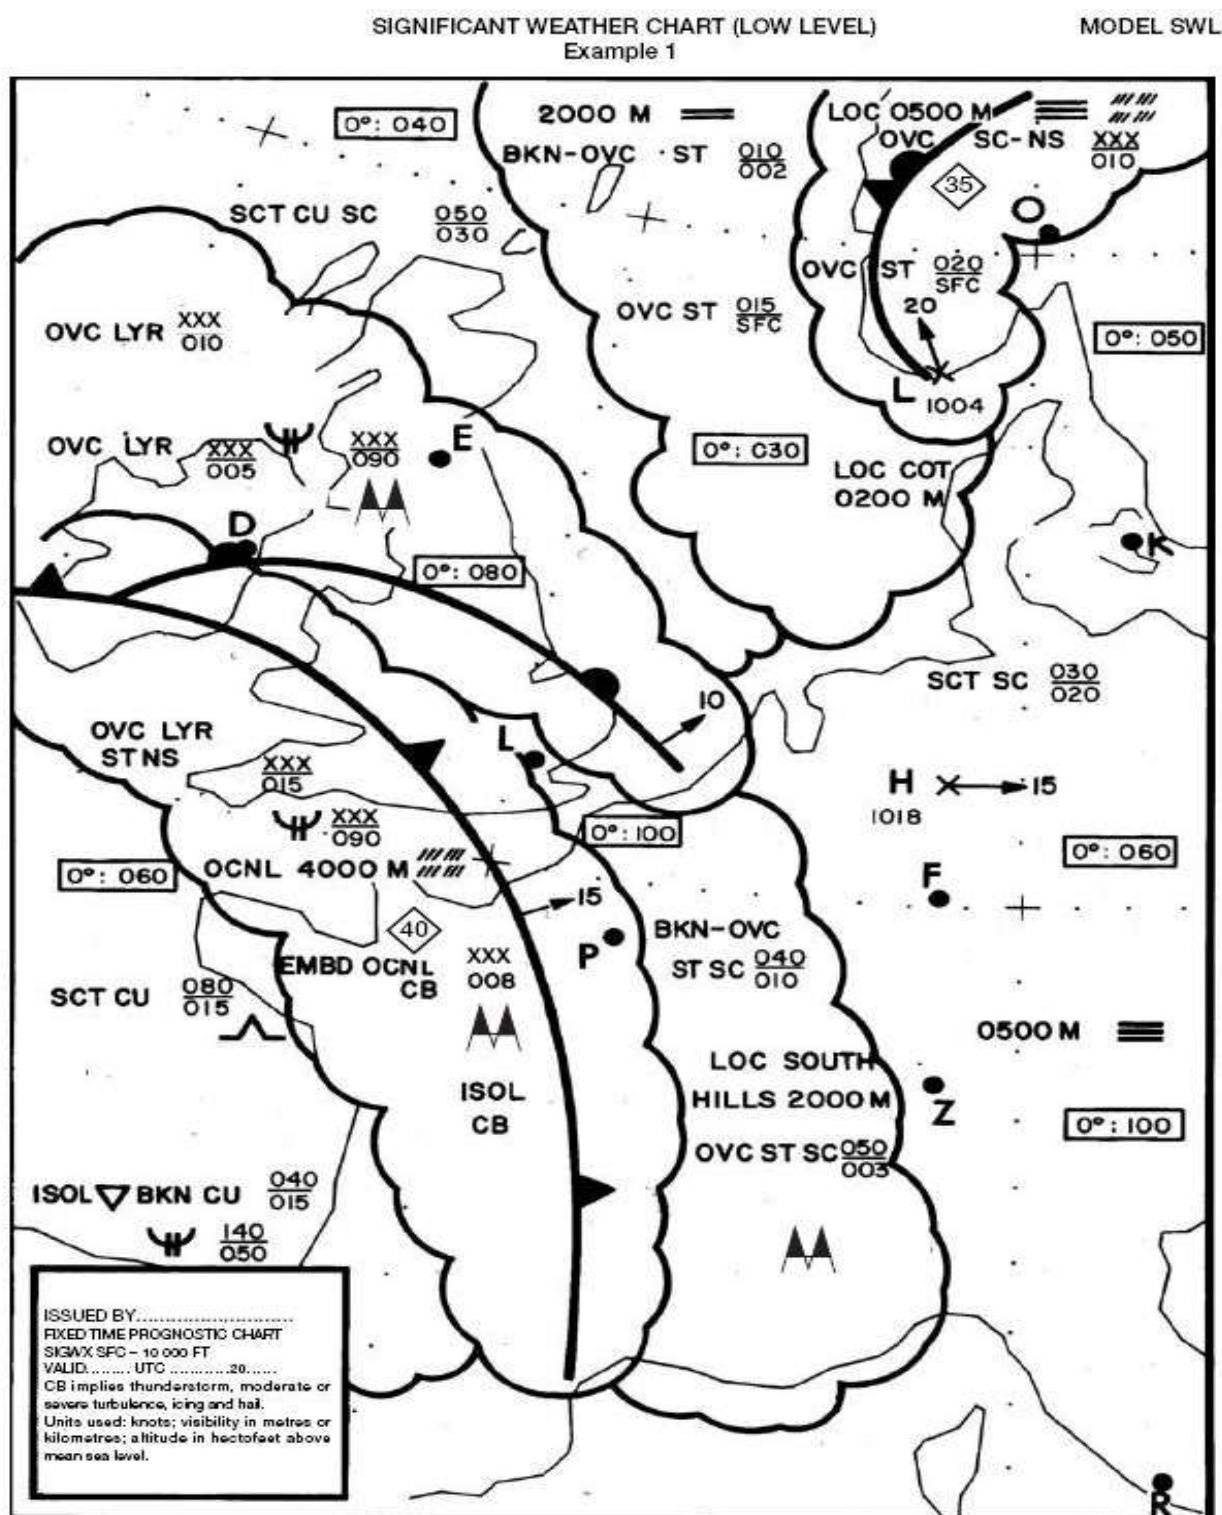 SIGNIFICANT WEATHER CHART (LOW LEVEL)
Example 1
MODEL SWL
0°: 040
2000 M
BKN-OVC ST 010
002
LOC 0500 M
OVC SC-NS XXX
010
35
O
SCT CU SC 050
030
OVC ST 020
SFC
20
OVC LYR XXX
010
OVC ST 015
SFC
0°: 050
L
1004
OVC LYR XXX
005
XXX
090
E
0°: 030
LOC COT
0200 M
D
K
0°: 080
SCT SC 030
020
10
OVC LYR
ST NS
XXX
015
L
H
1018
15
XXX
090
0°: 100
0°: 060
OCNL 4000 M
0°: 060
F
15
40
P
BKN-OVC
ST SC 040
010
EMBD OCNL
CB
XXX
008
SCT CU 080
015
0500 M
ISOL
CB
LOC SOUTH
HILLS 2000 M
Z
0°: 100
OVC ST SC 050
003
ISOL BKN CU 040
015
140
050
ISSUED BY..............................
FIXED TIME PROGNOSTIC CHART
SIGWX SFC – 10 000 FT
VALID......... UTC ............20......
CB implies thunderstorm, moderate or
severe turbulence, icing and hail.
Units used: knots; visibility in metres or
kilometres; altitude in hectofeet above
mean sea level.
R